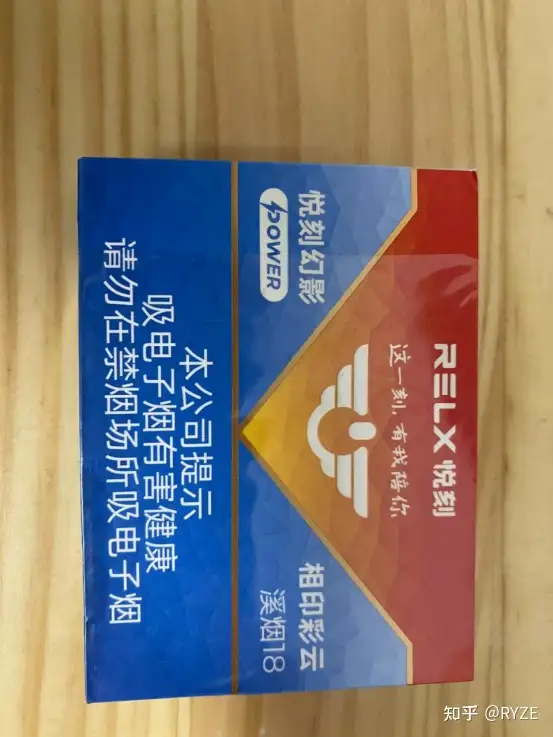 RELX 悦刻
这一刻,有我陪你
悦刻幻影
POWER
相印彩云
溪烟18
本公司提示
吸电子烟有害健康
请勿在禁烟场所吸电子烟
知乎 @RYZE